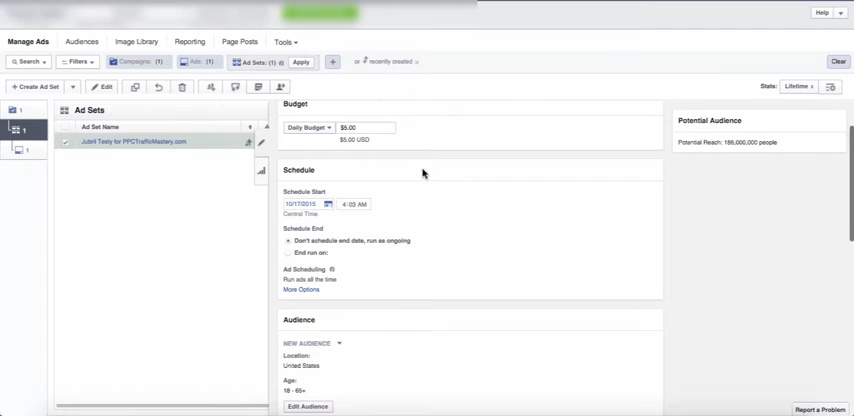 Help
Manage Ads Audiences Image Library Reporting Page Posts Tools
Search Filters Campaigns: (1) Ads: (1) Ad Sets: (1) Apply + or recently created × Clear
+ Create Ad Set Edit Stats: Lifetime
1 Ad Sets Budget
1 Ad Set Name Daily Budget $5.00 Potential Audience
1 Jubril Testy for PPCTrafficMastery.com $5.00 USD Potential Reach: 186,000,000 people
Schedule
Schedule Start
10/17/2015 4:03 AM
Central Time
Schedule End
Don't schedule end date, run as ongoing
End run on:
Ad Scheduling
Run ads all the time
More Options
Audience
NEW AUDIENCE
Location:
United States
Age:
18 - 65+
Edit Audience
Report a Problem